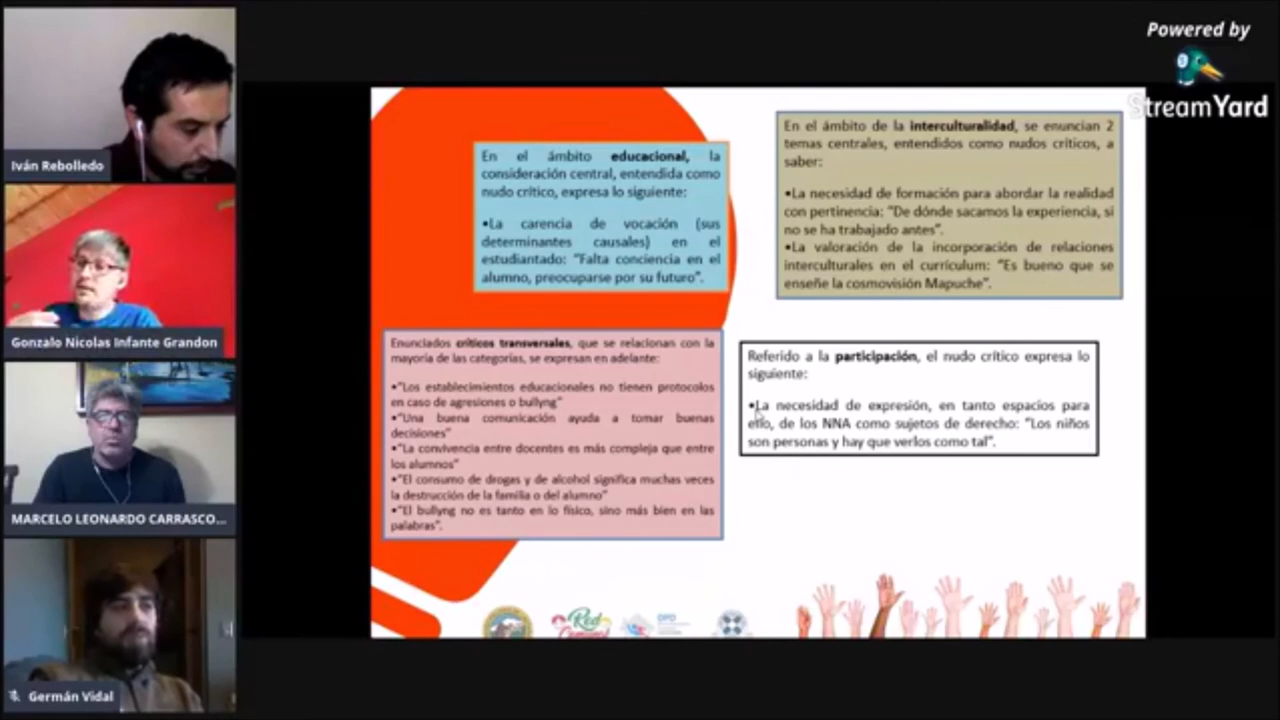 Powered by
StreamYard
Iván Rebolledo
Gonzalo Nicolas Infante Grandon
MARCELO LEONARDO CARRASCO...
Germán Vidal
En el ámbito educacional, la
consideración central, entendida como
nudo crítico, expresa lo siguiente:
•La carencia de vocación (sus
determinantes causales) en el
estudiantado: “Falta conciencia en el
alumno, preocuparse por su futuro”.
En el ámbito de la interculturalidad, se enuncian 2
temas centrales, entendidos como nudos críticos, a
saber:
•La necesidad de formación para abordar la realidad
con pertinencia: “De dónde sacamos la experiencia, si
no se ha trabajado antes”.
•La valoración de la incorporación de relaciones
interculturales en el currículum: “Es bueno que se
enseñe la cosmovisión Mapuche”.
Enunciados críticos transversales, que se relacionan con la
mayoría de las categorías, se expresan en adelante:
•“Los establecimientos educacionales no tienen protocolos
en caso de agresiones o bullyng”
•“Una buena comunicación ayuda a tomar buenas
decisiones”
•“La convivencia entre docentes es más compleja que entre
los alumnos”
•“El consumo de drogas y de alcohol significa muchas veces
la destrucción de la familia o del alumno”
•“El bullyng no es tanto en lo físico, sino más bien en las
palabras”.
Referido a la participación, el nudo crítico expresa lo
siguiente:
•La necesidad de expresión, en tanto espacios para
ello, de los NNA como sujetos de derecho: “Los niños
son personas y hay que verlos como tal”.
Red
OPD